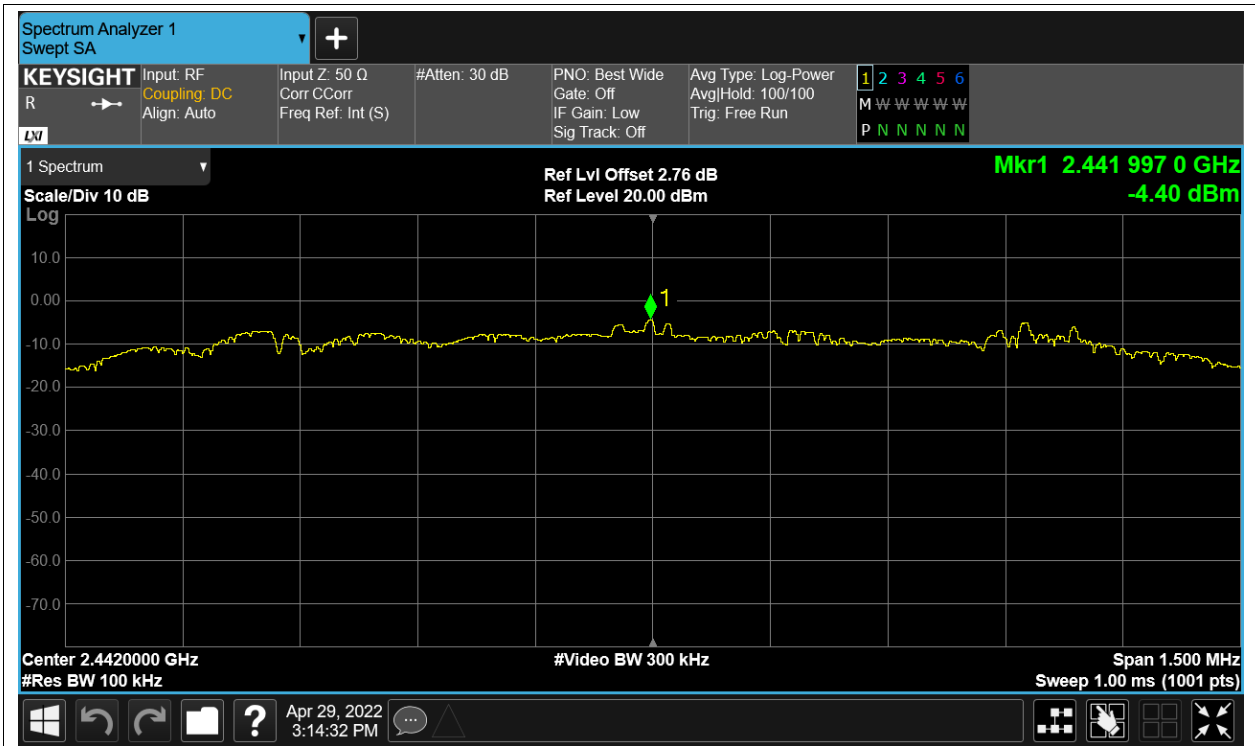 Spectrum Analyzer 1
Swept SA
+
KEYSIGHT
R
LXI
Input: RF
Coupling: DC
Align: Auto
Input Z: 50 Ω
Corr CCorr
Freq Ref: Int (S)
#Atten: 30 dB
PNO: Best Wide
Gate: Off
IF Gain: Low
Sig Track: Off
Avg Type: Log-Power
Avg|Hold: 100/100
Trig: Free Run
1 2 3 4 5 6
M W W W W W
P N N N N N
1 Spectrum
Scale/Div 10 dB
Log
Ref Lvl Offset 2.76 dB
Ref Level 20.00 dBm
Mkr1 2.441 997 0 GHz
-4.40 dBm
10.0
0.00
-10.0
-20.0
-30.0
-40.0
-50.0
-60.0
-70.0
1
Center 2.4420000 GHz
#Res BW 100 kHz
#Video BW 300 kHz
Span 1.500 MHz
Sweep 1.00 ms (1001 pts)
?
Apr 29, 2022
3:14:32 PM